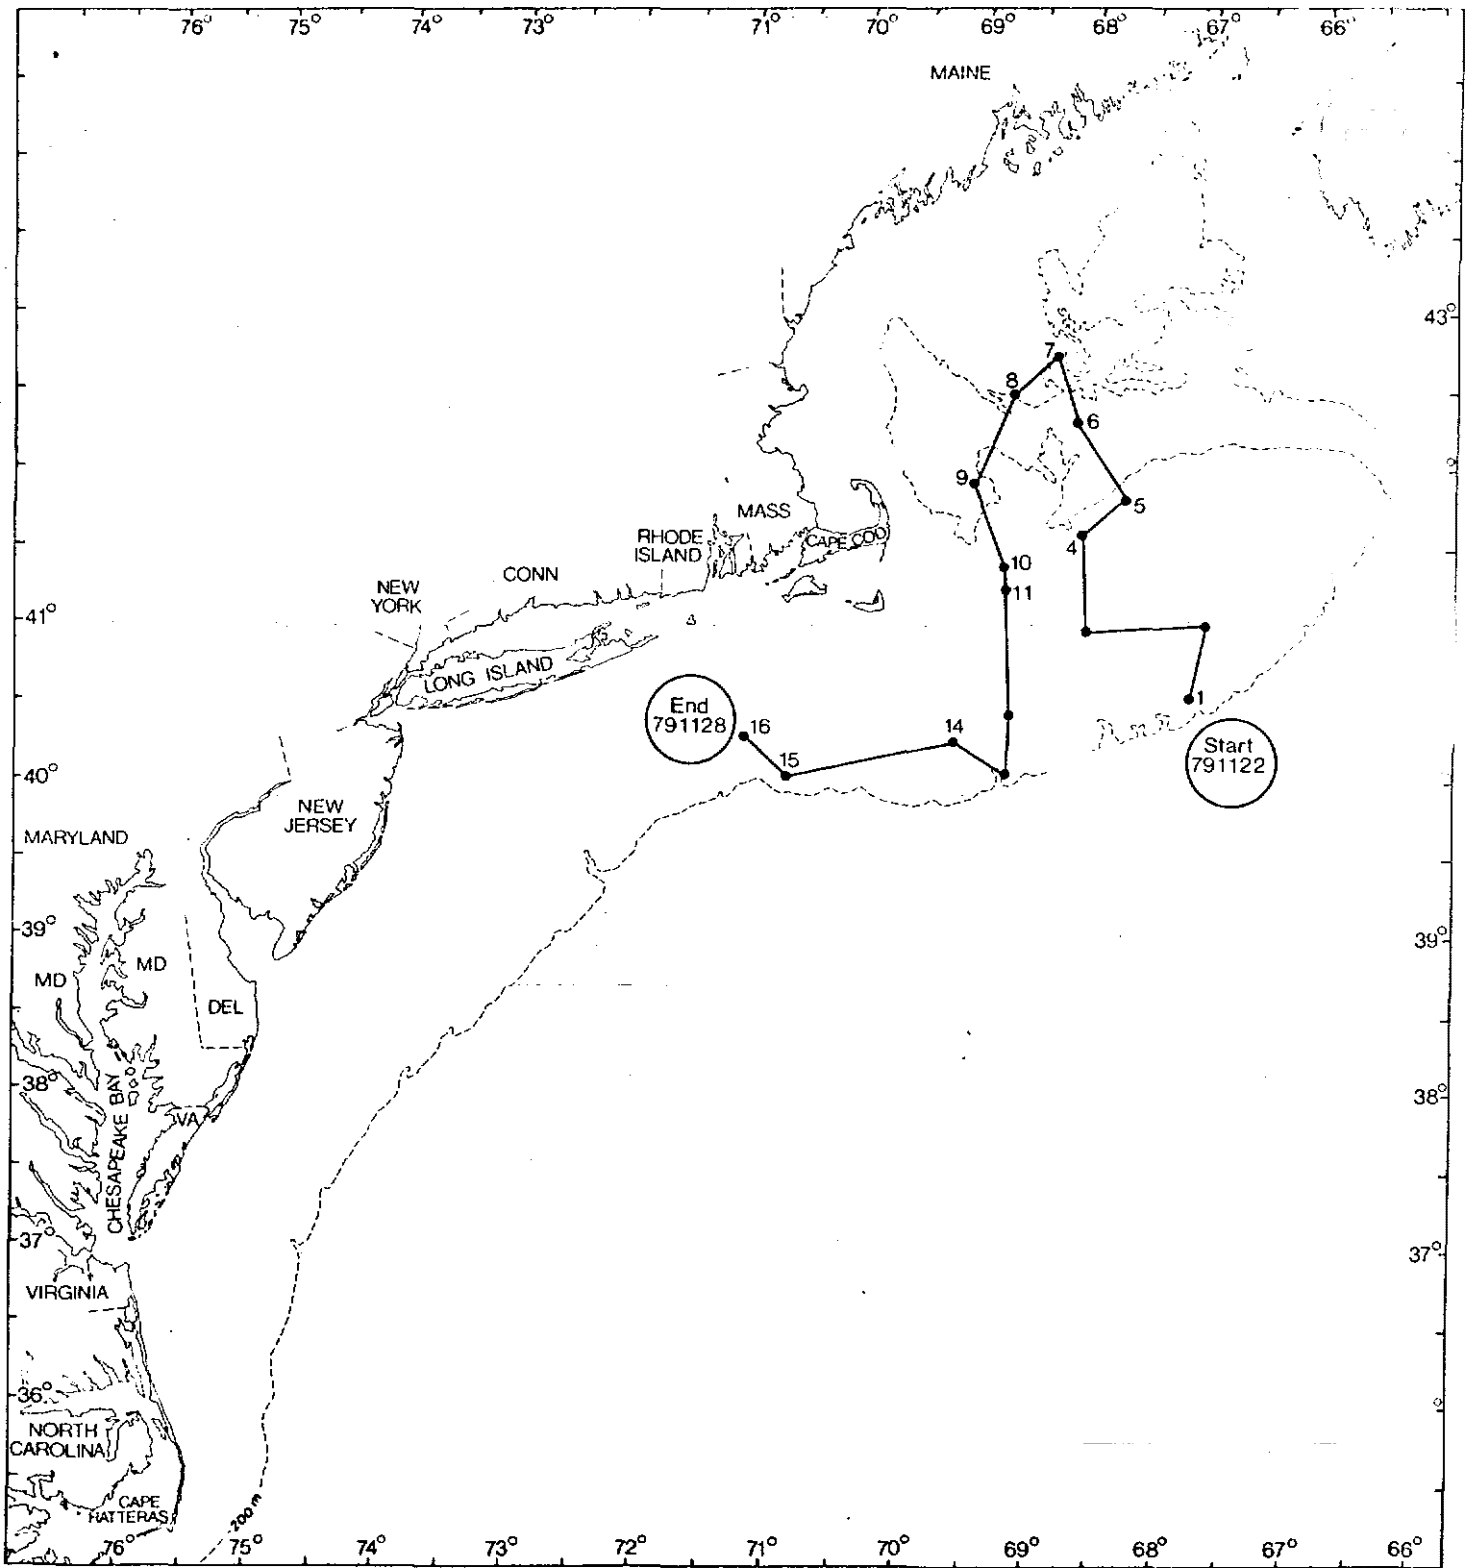 76° 75° 74° 73° 72° 71° 70° 69° 68° 67° 66°
MAINE
43°
7
8
6
9
5
MASS
4
RHODE
ISLAND
CAPE COD
10
CONN
11
NEW
YORK
41°
LONG ISLAND
1
End
791128
16
14
Start
791122
15
40°
NEW
JERSEY
MARYLAND
39°
39°
MD
MD
DEL
38°
38°
CHESAPEAKE BAY
VA
37°
37°
VIRGINIA
36°
NORTH
CAROLINA
CAPE
HATTERAS
200 m
76° 75° 74° 73° 72° 71° 70° 69° 68° 67° 66°